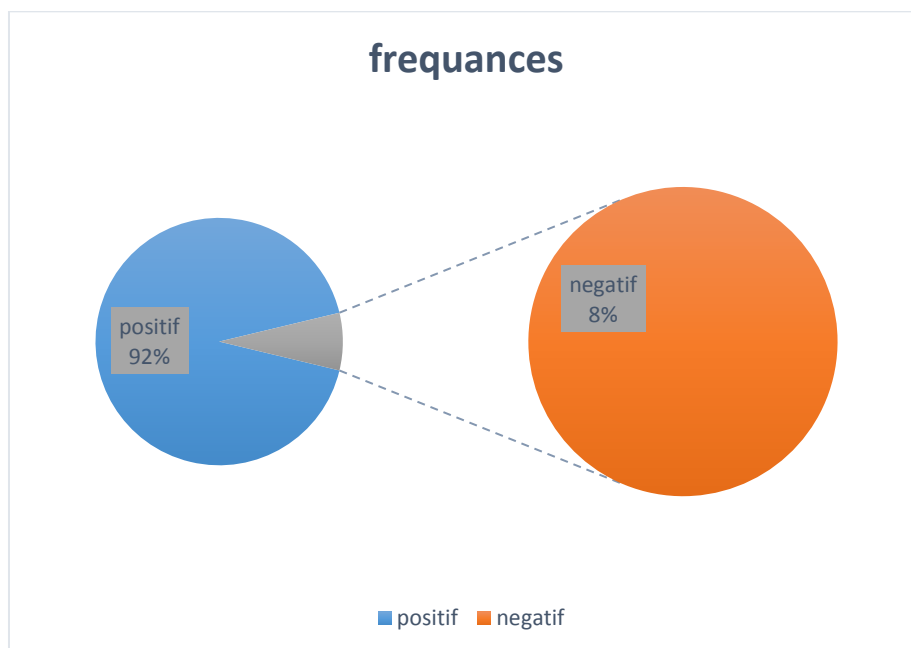 frequances
positif
92%
negatif
8%
positif negatif